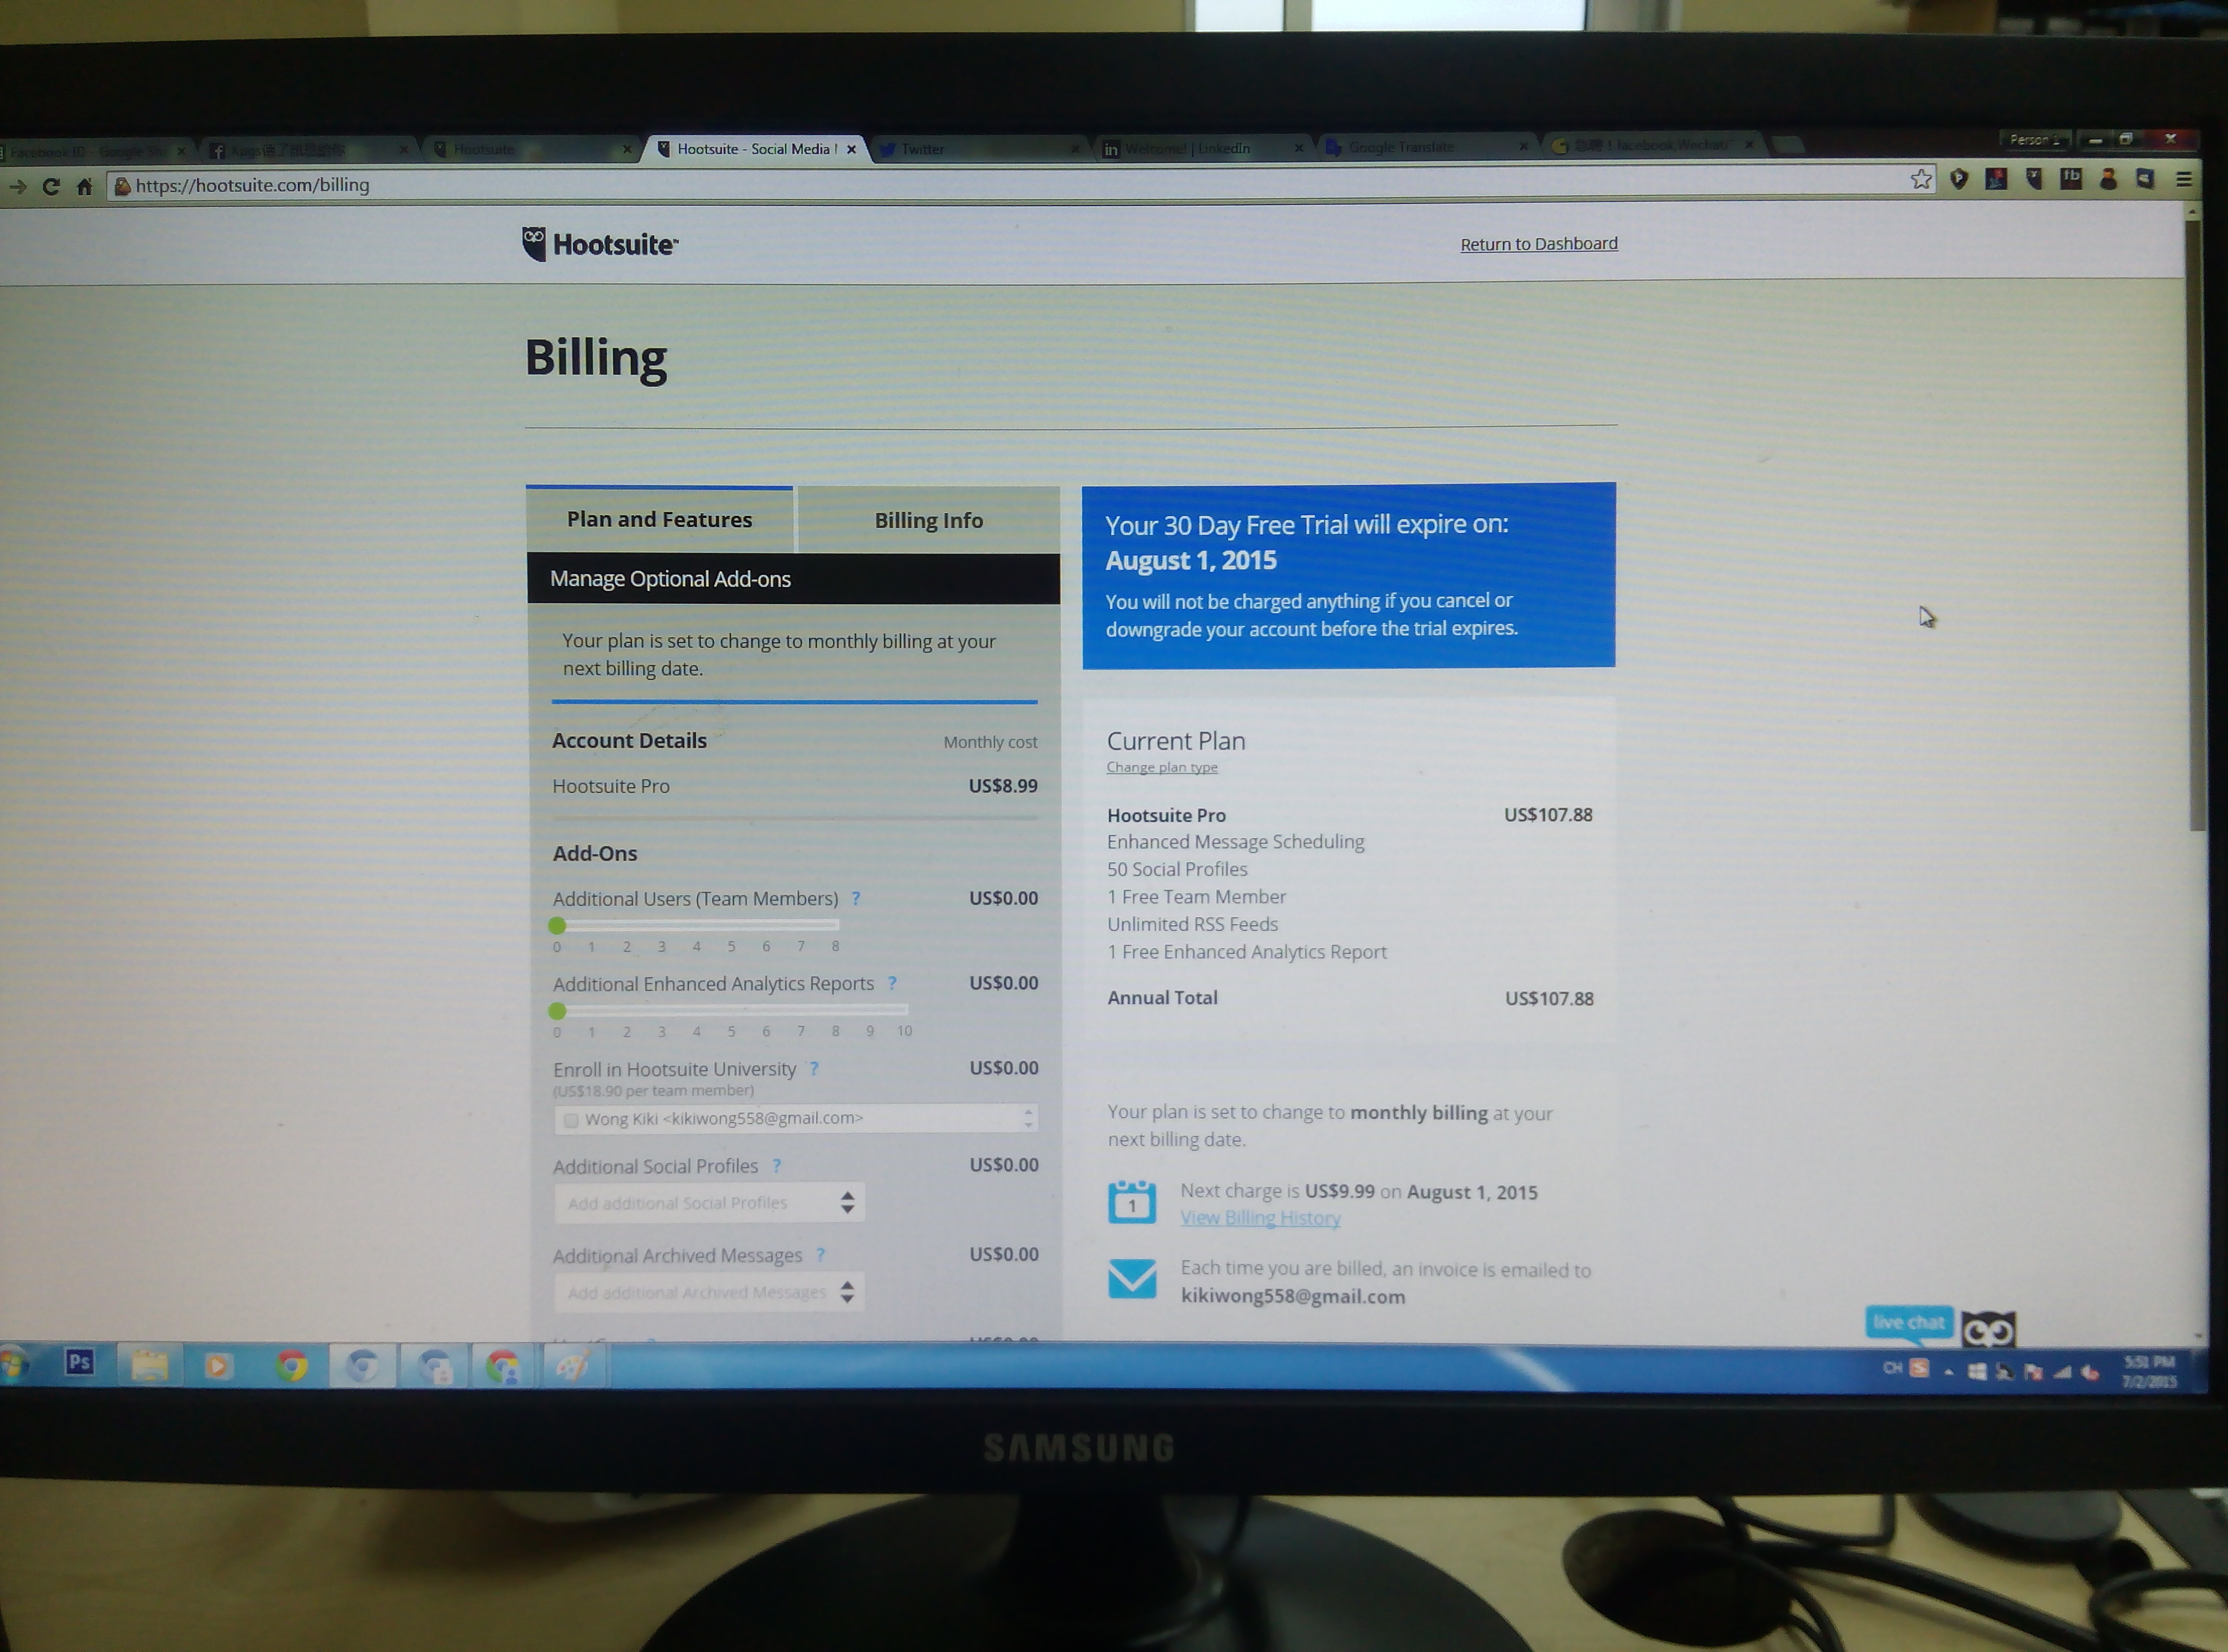 Facebook ID - Google Sh
Hootsuite
Hootsuite - Social Media
Twitter
Welcome! | LinkedIn
Google Translate
Person 1
https://hootsuite.com/billing
Hootsuite™
Return to Dashboard
Billing
Plan and Features
Billing Info
Manage Optional Add-ons
Your plan is set to change to monthly billing at your
next billing date.
Account Details
Monthly cost
Hootsuite Pro
US$8.99
Add-Ons
Additional Users (Team Members) ?
US$0.00
0 1 2 3 4 5 6 7 8
Additional Enhanced Analytics Reports ?
US$0.00
0 1 2 3 4 5 6 7 8 9 10
Enroll in Hootsuite University ?
US$0.00
(US$18.90 per team member)
Wong Kiki <kikiwong558@gmail.com>
Additional Social Profiles ?
US$0.00
Add additional Social Profiles
Additional Archived Messages ?
US$0.00
Add additional Archived Messages
Your 30 Day Free Trial will expire on:
August 1, 2015
You will not be charged anything if you cancel or
downgrade your account before the trial expires.
Current Plan
Change plan type
Hootsuite Pro
US$107.88
Enhanced Message Scheduling
50 Social Profiles
1 Free Team Member
Unlimited RSS Feeds
1 Free Enhanced Analytics Report
Annual Total
US$107.88
Your plan is set to change to monthly billing at your
next billing date.
1
Next charge is US$9.99 on August 1, 2015
View Billing History
Each time you are billed, an invoice is emailed to
kikiwong558@gmail.com
live chat
Ps
CH
5:51 PM
7/2/2015
SAMSUNG